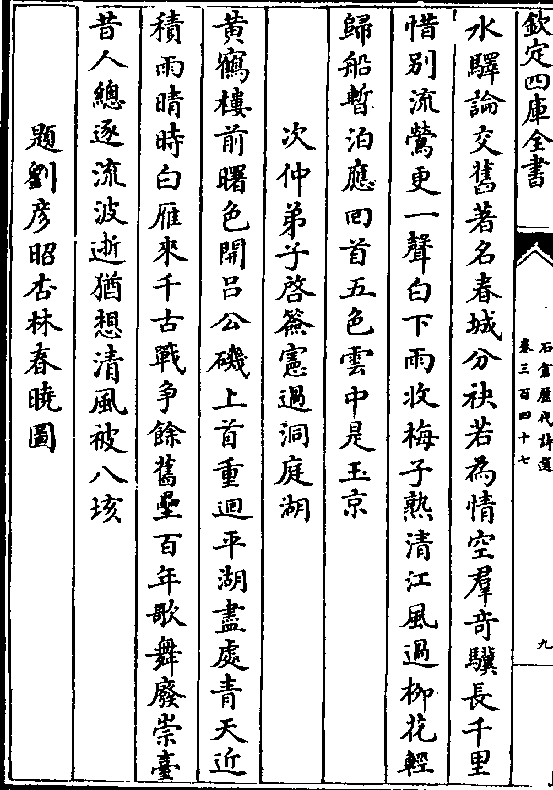 欽定四庫全書
石倉歷代詩選
卷三百四十七
九
水驛論交舊著名春城分袂若為情空羣竒驥長千里
惜别流鶯更一聲白下雨收梅子熟清江風過柳花輕
歸船暫泊應回首五色雲中是玉京
次仲弟子啓簽憲過洞庭湖
黄鶴樓前曙色開吕公磯上首重迴平湖盡處青天近
積雨晴時白雁來千古戰爭餘舊壘百年歌舞廢崇臺
昔人總逐流波逝猶想清風被八垓
題劉彦昭杏林春曉圖